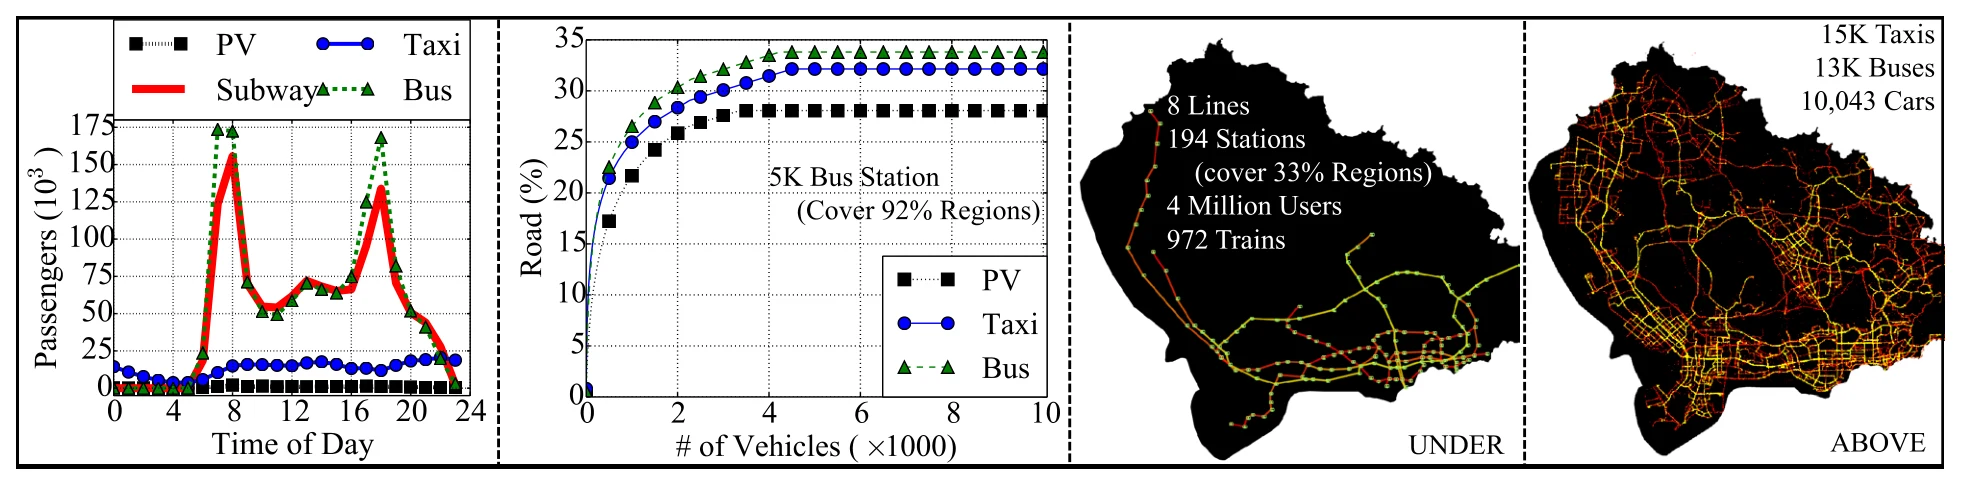 PV
Taxi
Subway
Bus
Passengers (10³)
175
150
125
100
75
50
25
0
0 4 8 12 16 20 24
Time of Day
Road (%)
35
30
25
20
15
10
5
0
5K Bus Station
(Cover 92% Regions)
PV
Taxi
Bus
0 2 4 6 8 10
# of Vehicles ( ×1000)
8 Lines
194 Stations
(cover 33% Regions)
4 Million Users
972 Trains
UNDER
15K Taxis
13K Buses
10,043 Cars
ABOVE